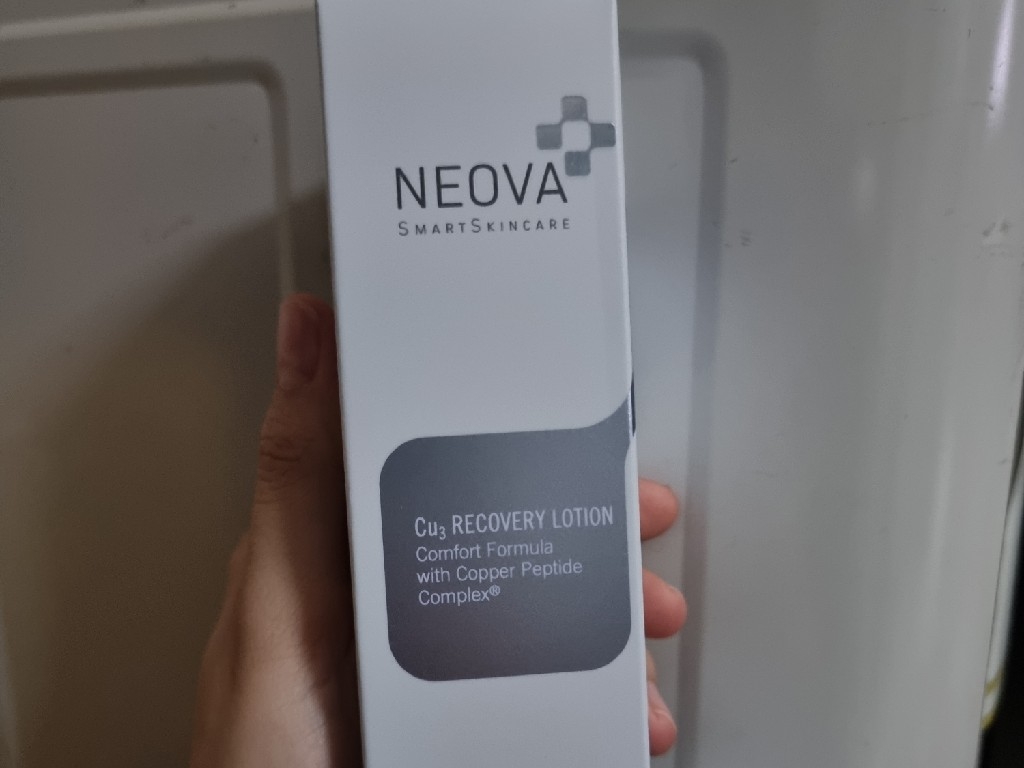 NEOVA
SMARTSKINCARE
Cu₃ RECOVERY LOTION
Comfort Formula
with Copper Peptide
Complex®